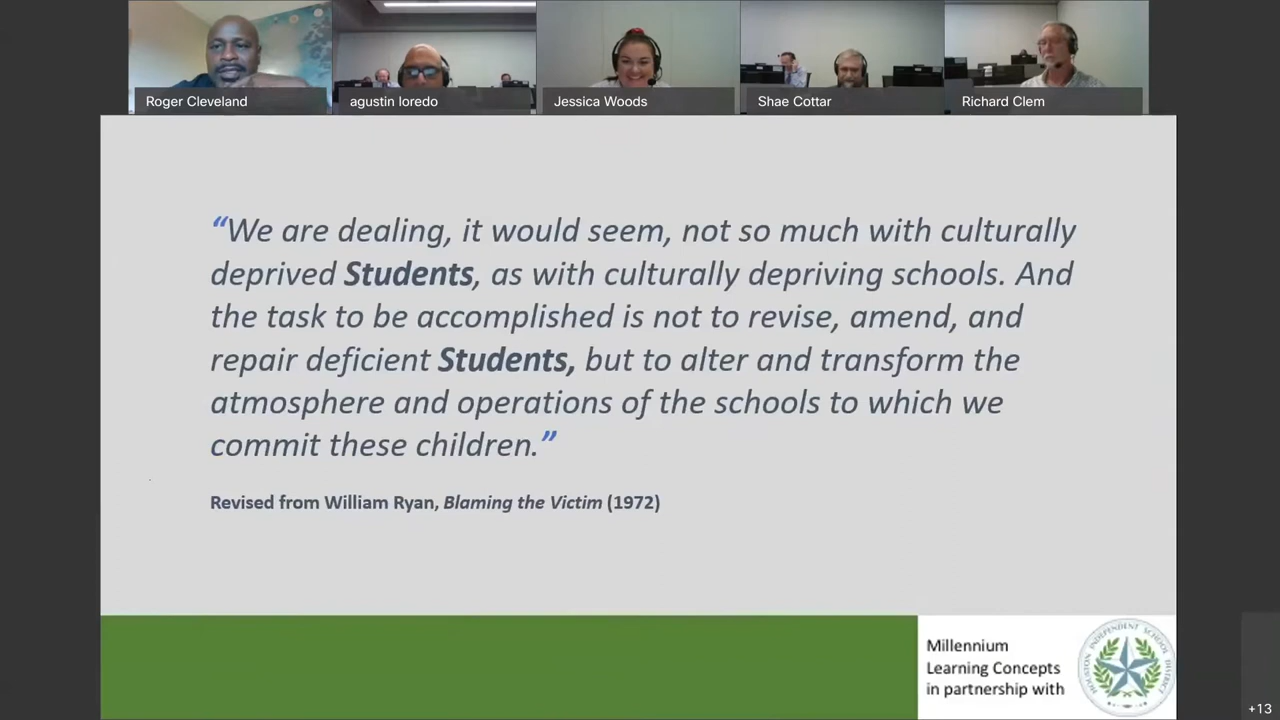 Roger Cleveland
agustin loredo
Jessica Woods
Shae Cottar
Richard Clem
“We are dealing, it would seem, not so much with culturally
deprived Students, as with culturally depriving schools. And
the task to be accomplished is not to revise, amend, and
repair deficient Students, but to alter and transform the
atmosphere and operations of the schools to which we
commit these children.”
Revised from William Ryan, Blaming the Victim (1972)
Millennium
Learning Concepts
in partnership with
HOUSTON INDEPENDENT SCHOOL DISTRICT
+13